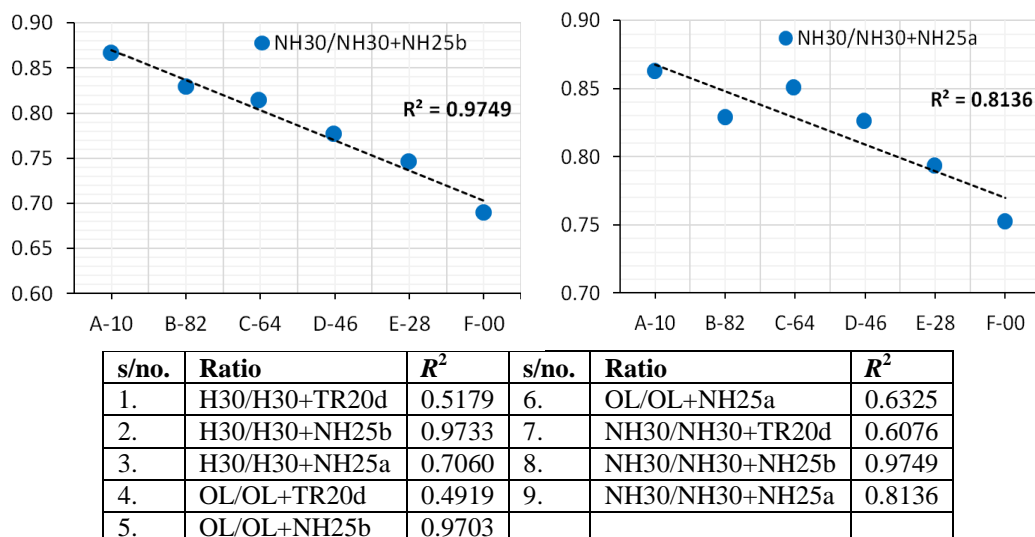 0.90
0.85
0.80
0.75
0.70
0.65
0.60
NH30/NH30+NH25b
R² = 0.9749
A-10 B-82 C-64 D-46 E-28 F-00
0.90
0.85
0.80
0.75
0.70
NH30/NH30+NH25a
R² = 0.8136
A-10 B-82 C-64 D-46 E-28 F-00
s/no. Ratio R² s/no. Ratio R²
1. H30/H30+TR20d 0.5179 6. OL/OL+NH25a 0.6325
2. H30/H30+NH25b 0.9733 7. NH30/NH30+TR20d 0.6076
3. H30/H30+NH25a 0.7060 8. NH30/NH30+NH25b 0.9749
4. OL/OL+TR20d 0.4919 9. NH30/NH30+NH25a 0.8136
5. OL/OL+NH25b 0.9703